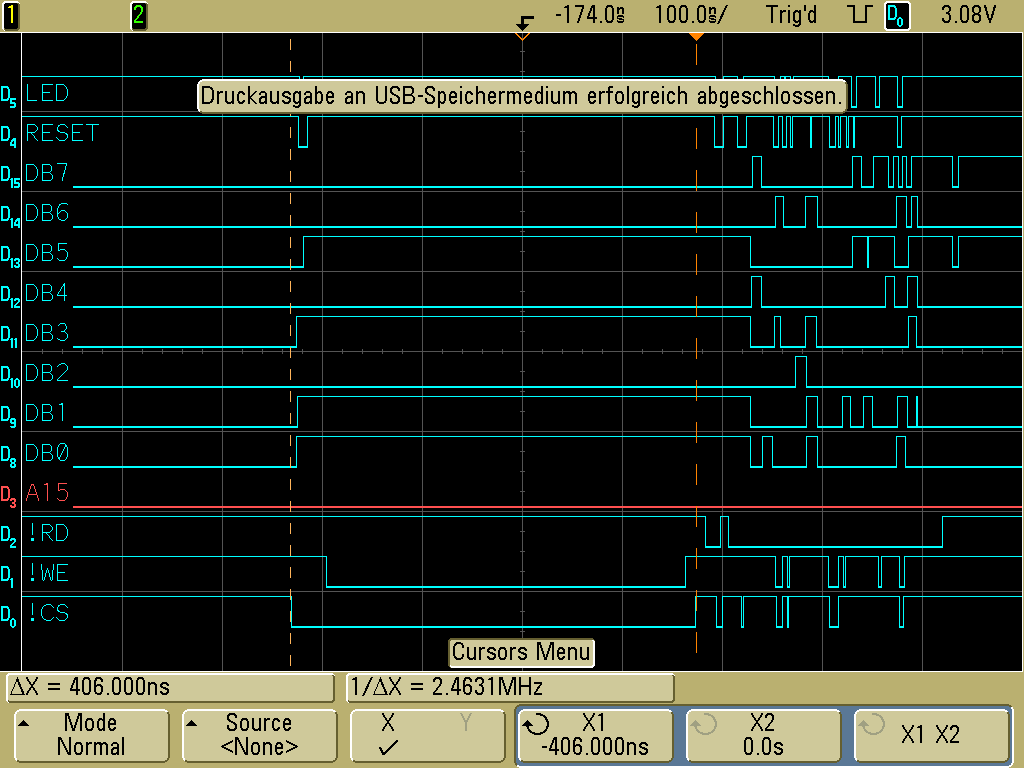 1 2 -174.0ns 100.0ns/ Trig'd D0 3.08V
D5 LED
Druckausgabe an USB-Speichermedium erfolgreich abgeschlossen.
D4 RESET
D15 DB7
D14 DB6
D13 DB5
D12 DB4
D11 DB3
D10 DB2
D9 DB1
D8 DB0
D3 A15
D2 !RD
D1 !WE
D0 !CS
Cursors Menu
ΔX = 406.000ns 1/ΔX = 2.4631MHz
Mode Source X Y X1 X2 X1 X2
Normal <None> -406.000ns 0.0s